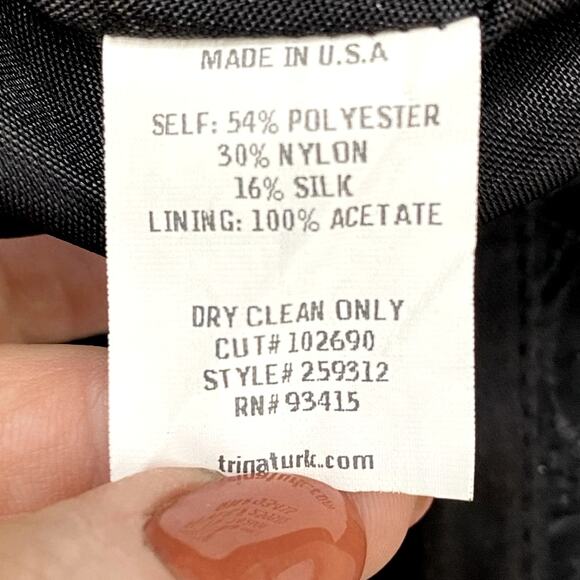 MADE IN U.S.A
SELF: 54% POLYESTER
30% NYLON
16% SILK
LINING: 100% ACETATE
DRY CLEAN ONLY
CUT# 102690
STYLE# 259312
RN# 93415
trinaturk.com